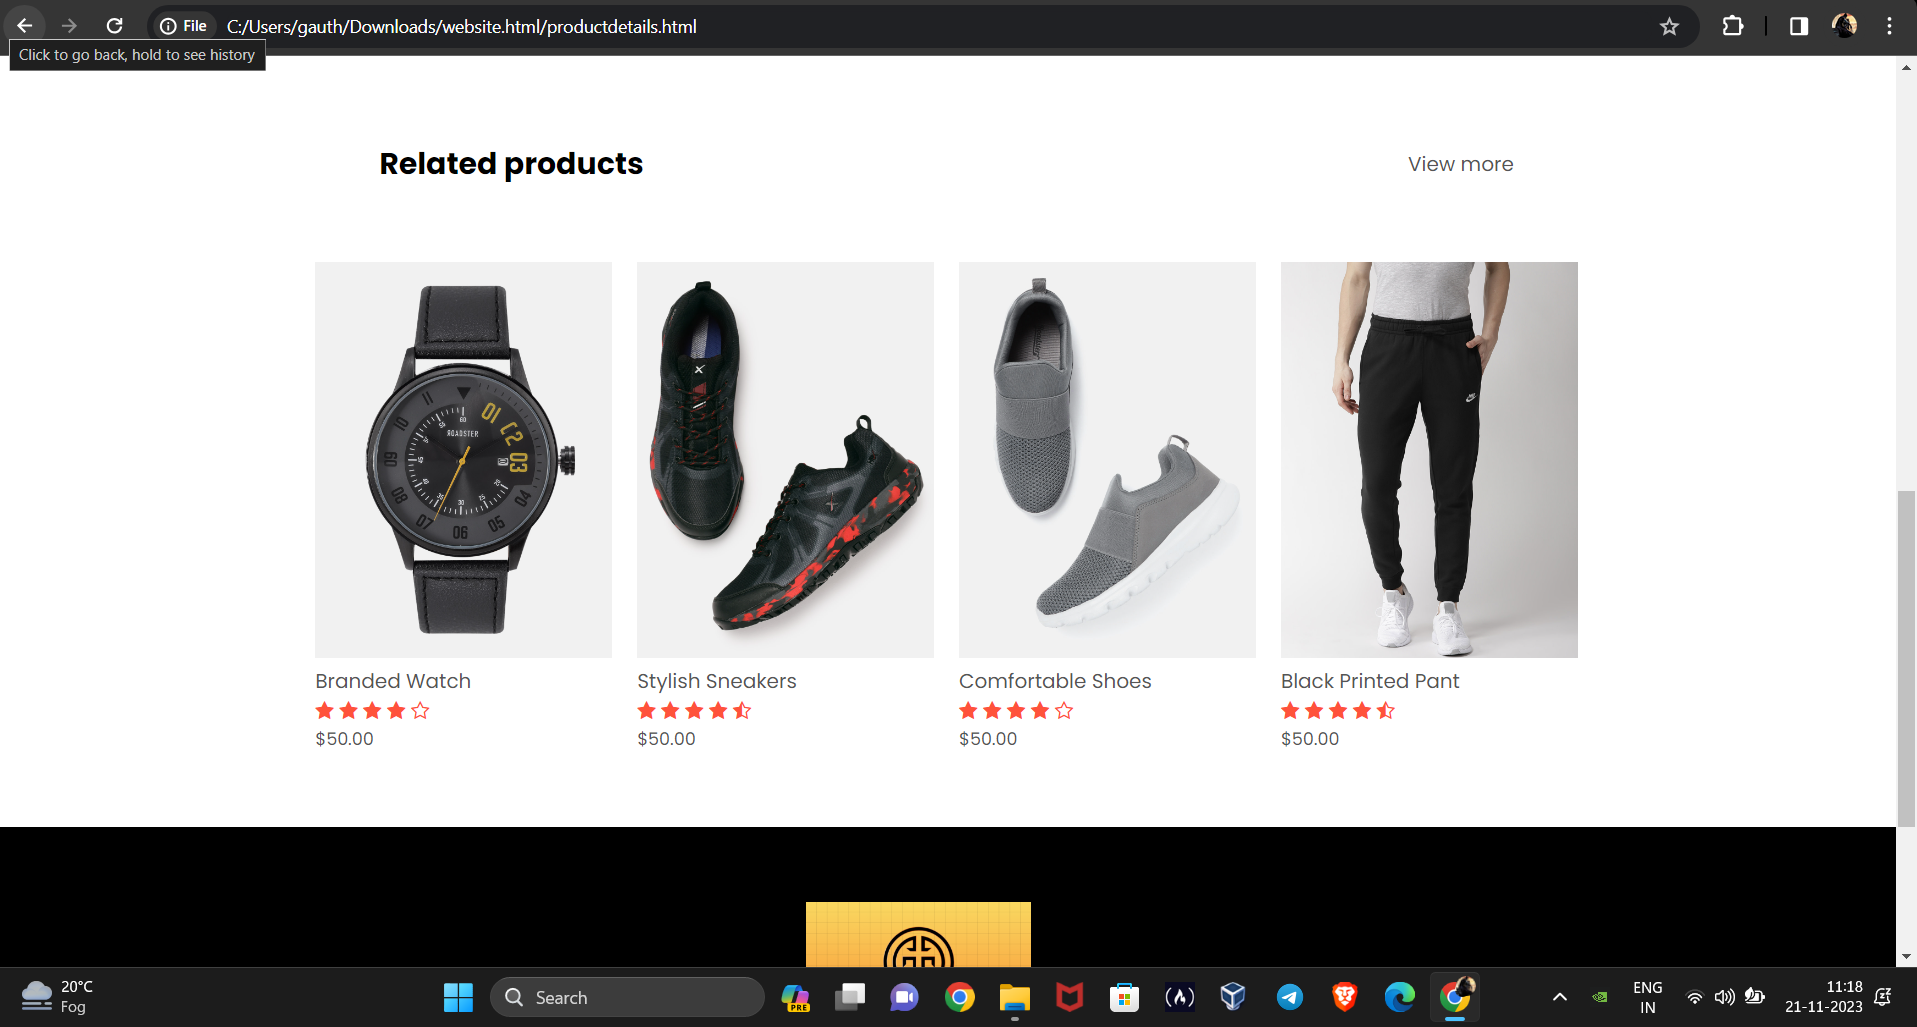 File
C:/Users/gauth/Downloads/website.html/productdetails.html
Click to go back, hold to see history
Related products
View more
ROADSTER
Branded Watch
$50.00
Stylish Sneakers
$50.00
Comfortable Shoes
$50.00
Black Printed Pant
$50.00
20°C
Fog
Search
PRE
ENG
IN
11:18
21-11-2023